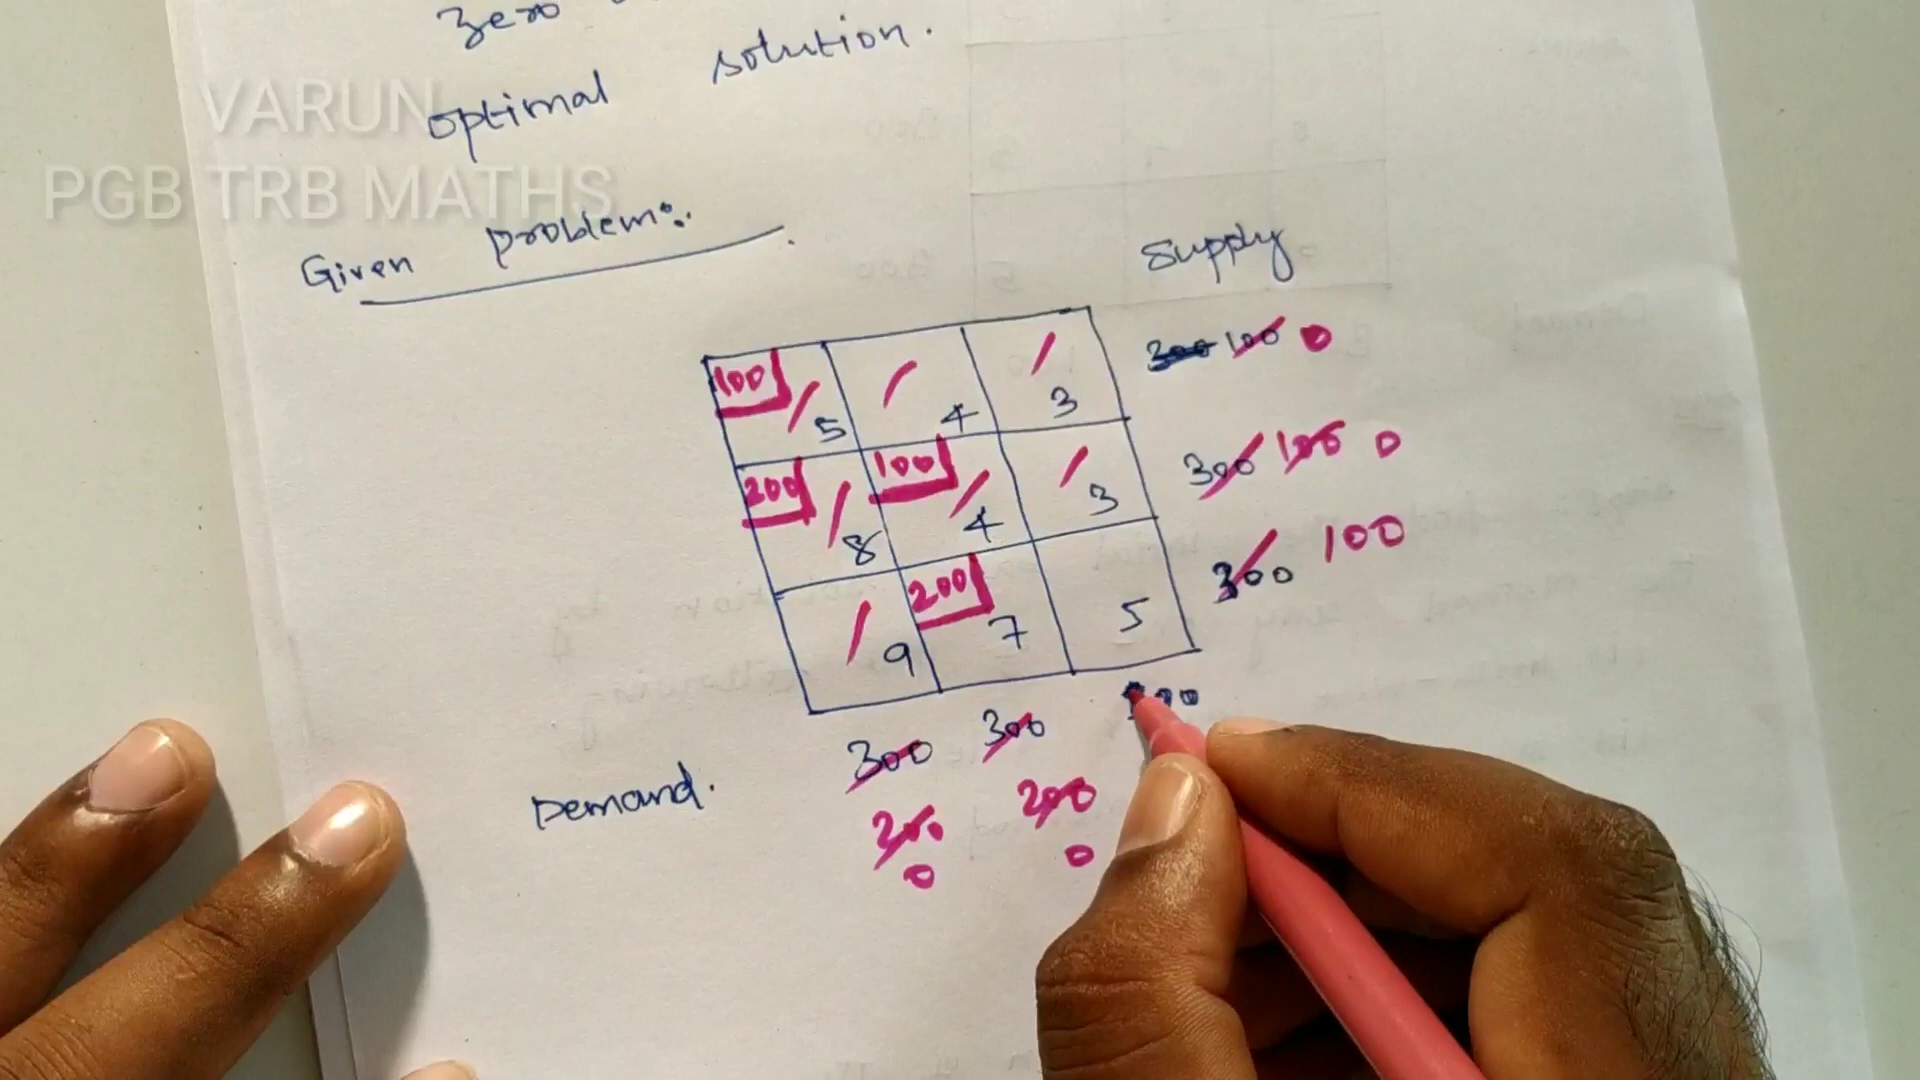 zero
optimal solution.
VARUN
PGB TRB MATHS
Given problem:
Supply
100 5 4 3 100 0
200 8 100 4 3 300 100 0
9 200 7 5 300 100
Demand. 300 300
200 200
0 0